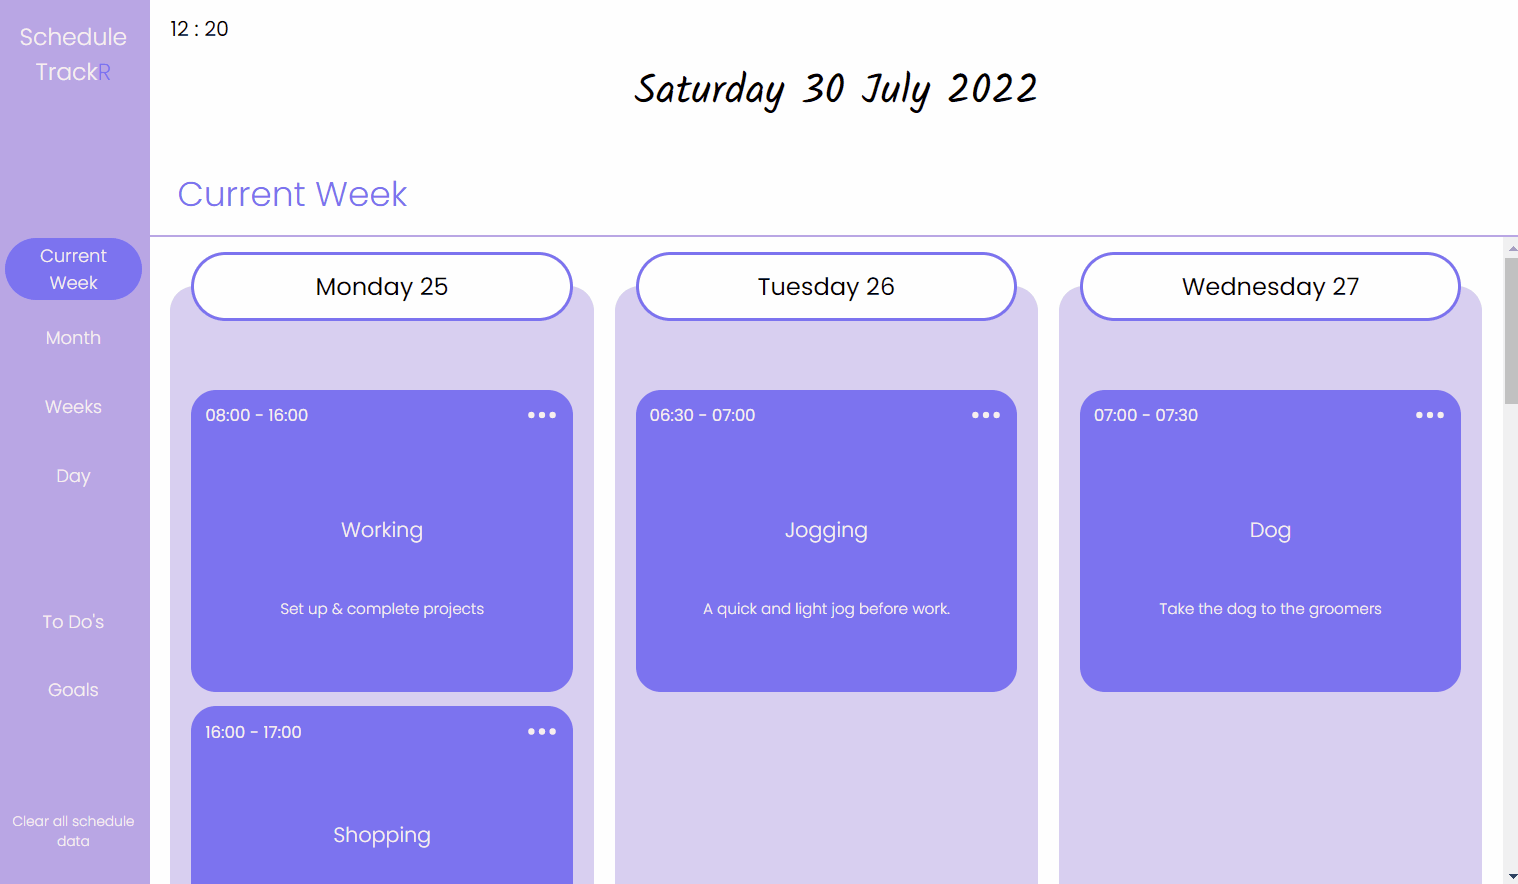 Schedule
TrackR
Current
Week
Month
Weeks
Day
To Do's
Goals
Clear all schedule
data
12 : 20
Saturday 30 July 2022
Current Week
Monday 25
08:00 - 16:00
Working
Set up & complete projects
16:00 - 17:00
Shopping
Tuesday 26
06:30 - 07:00
Jogging
A quick and light jog before work.
Wednesday 27
07:00 - 07:30
Dog
Take the dog to the groomers